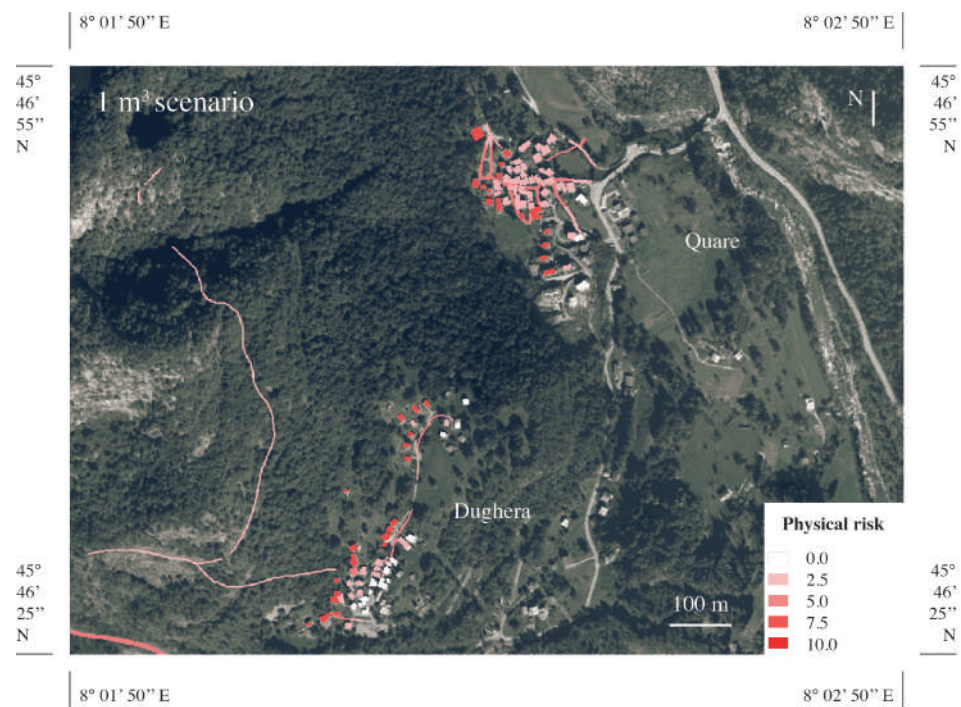 8° 01' 50” E
8° 02' 50” E
45°
46'
55”
N
45°
46'
55”
N
1 m³ scenario
N
Quare
Dughera
Physical risk
0.0
2.5
5.0
7.5
10.0
100 m
45°
46'
25”
N
45°
46'
25”
N
8° 01' 50” E
8° 02' 50” E